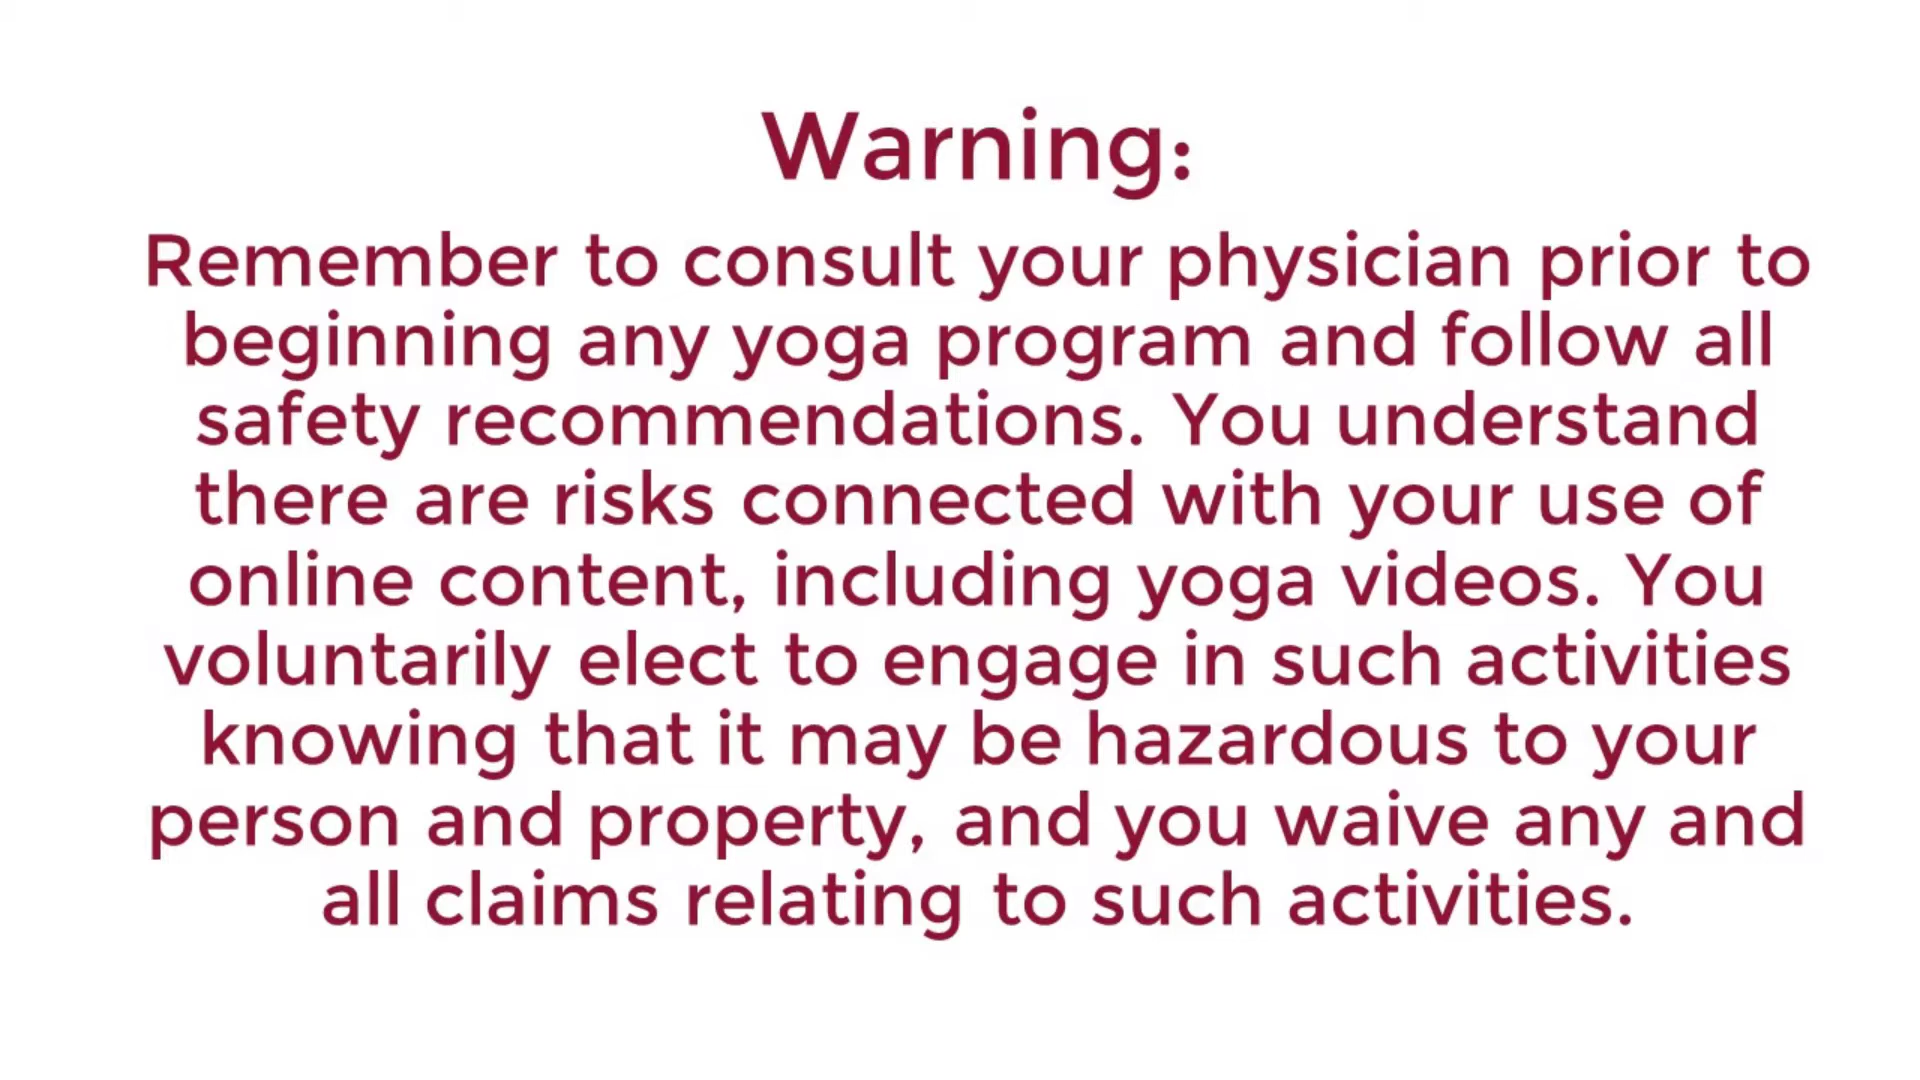 Warning:
Remember to consult your physician prior to
beginning any yoga program and follow all
safety recommendations. You understand
there are risks connected with your use of
online content, including yoga videos. You
voluntarily elect to engage in such activities
knowing that it may be hazardous to your
person and property, and you waive any and
all claims relating to such activities.